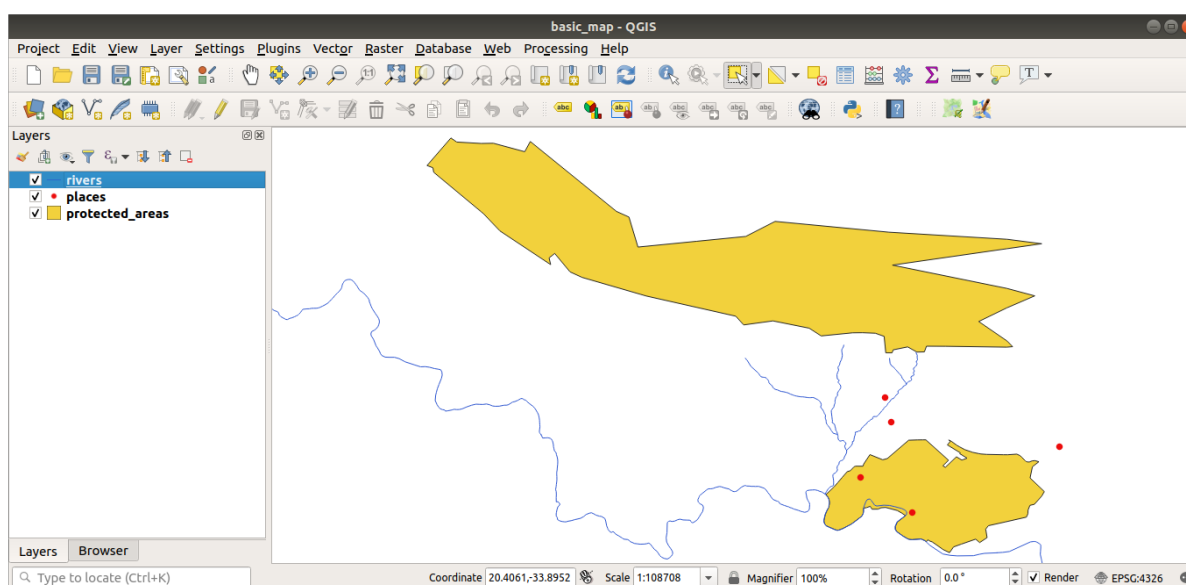 basic_map - QGIS
Project Edit View Layer Settings Plugins Vector Raster Database Web Processing Help
Layers
rivers
places
protected_areas
Layers Browser
Type to locate (Ctrl+K) Coordinate 20.4061,-33.8952 Scale 1:108708 Magnifier 100% Rotation 0.0 ° Render EPSG:4326